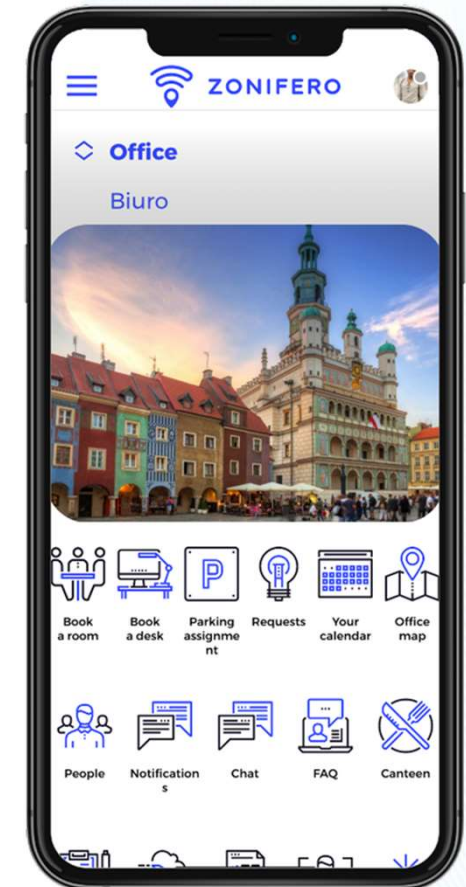 ZONIFERO
Office
Biuro
Book
a room
Book
a desk
P
Parking
assignme
nt
Requests
Your
calendar
Office
map
People
Notification
s
Chat
FAQ
Canteen